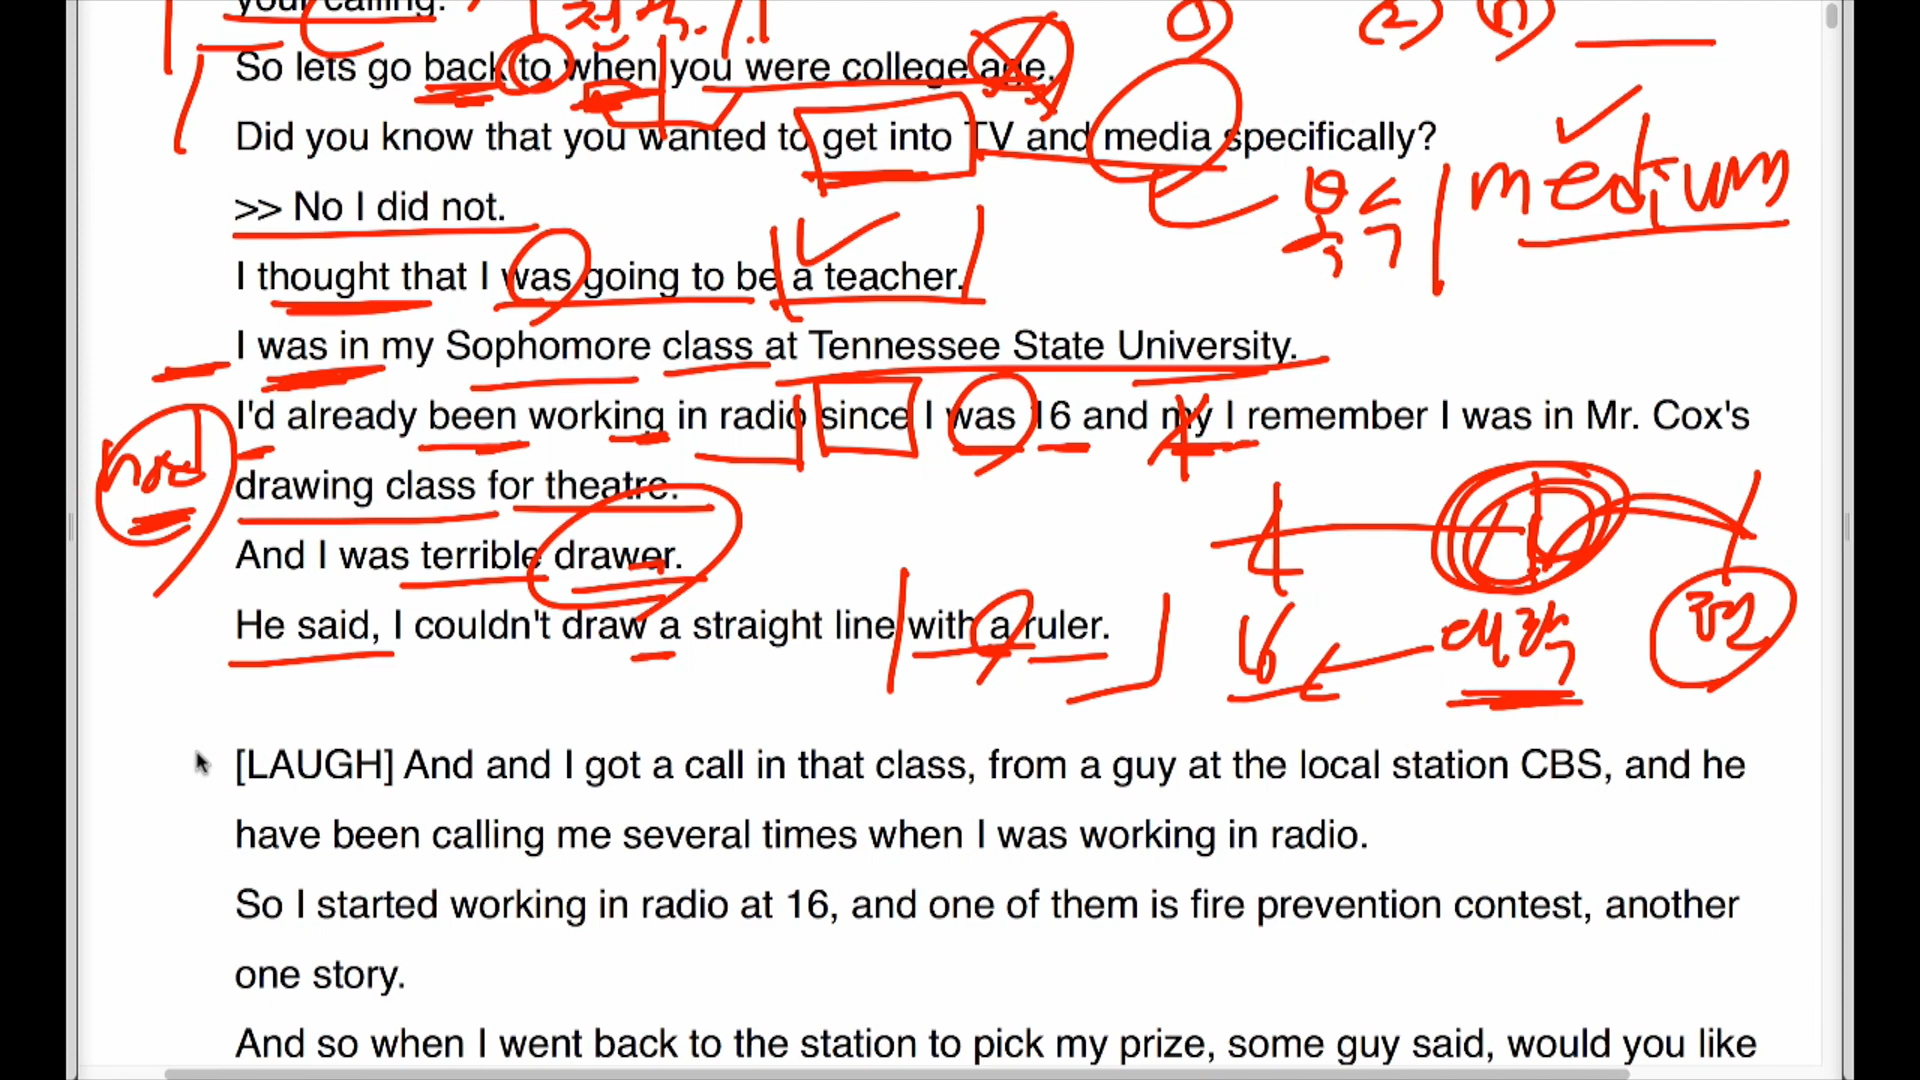 your calling.
천직.
So lets go back to when you were college age.
Did you know that you wanted to get into TV and media specifically?
medium
>> No I did not.
복수
I thought that I was going to be a teacher.
I was in my Sophomore class at Tennessee State University.
I'd already been working in radio since I was 16 and my I remember I was in Mr. Cox's
had
drawing class for theatre.
And I was terrible drawer.
He said, I couldn't draw a straight line with a ruler.
16
대학
[LAUGH] And and I got a call in that class, from a guy at the local station CBS, and he
have been calling me several times when I was working in radio.
So I started working in radio at 16, and one of them is fire prevention contest, another
one story.
And so when I went back to the station to pick my prize, some guy said, would you like